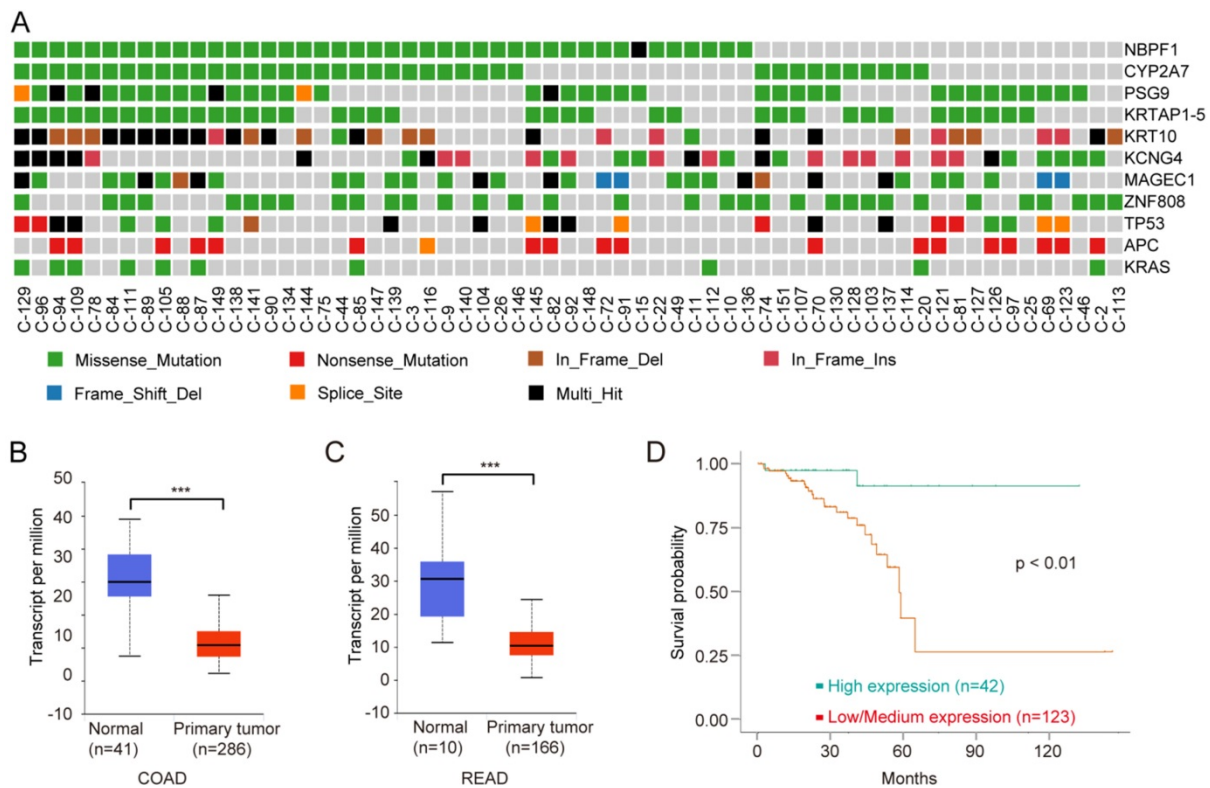 A
NBPF1
CYP2A7
PSG9
KRTAP1-5
KRT10
KCNG4
MAGEC1
ZNF808
TP53
APC
KRAS
C-129 C-96 C-94 C-109 C-78 C-84 C-111 C-89 C-105 C-88 C-87 C-149 C-138 C-141 C-90 C-134 C-144 C-75 C-44 C-85 C-147 C-139 C-3 C-116 C-9 C-140 C-104 C-26 C-146 C-145 C-82 C-92 C-148 C-72 C-91 C-15 C-22 C-49 C-11 C-112 C-10 C-136 C-74 C-151 C-107 C-70 C-128 C-103 C-137 C-114 C-20 C-121 C-81 C-127 C-126 C-97 C-25 C-69 C-123 C-46 C-2 C-113
Missense_Mutation Nonsense_Mutation In_Frame_Del In_Frame_Ins
Frame_Shift_Del Splice_Site Multi_Hit
B
Transcript per million
50
40
30
20
10
0
-10
***
Normal Primary tumor
(n=41) (n=286)
COAD
C
Transcript per million
50
40
30
20
10
0
-10
***
Normal Primary tumor
(n=10) (n=166)
READ
D
Survial probability
1.00
0.75
0.50
0.25
0.00
p < 0.01
High expression (n=42)
Low/Medium expression (n=123)
0 30 60 90 120
Months